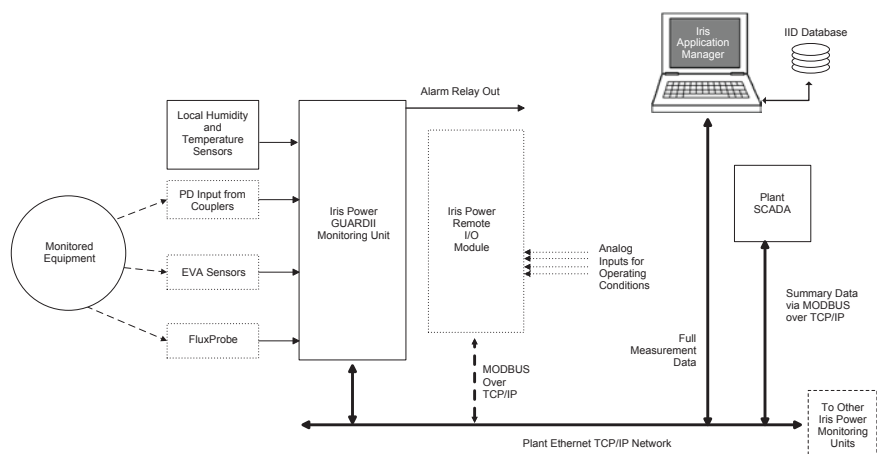 Iris
Application
Manager
IID Database
Alarm Relay Out
Local Humidity
and
Temperature
Sensors
PD Input from
Couplers
Iris Power
GUARDII
Monitoring Unit
Iris Power
Remote
I/O
Module
Plant
SCADA
Monitored
Equipment
EVA Sensors
Analog
Inputs for
Operating
Conditions
Summary Data
via MODBUS
over TCP/IP
FluxProbe
Full
Measurement
Data
MODBUS
Over
TCP/IP
To Other
Iris Power
Monitoring
Units
Plant Ethernet TCP/IP Network